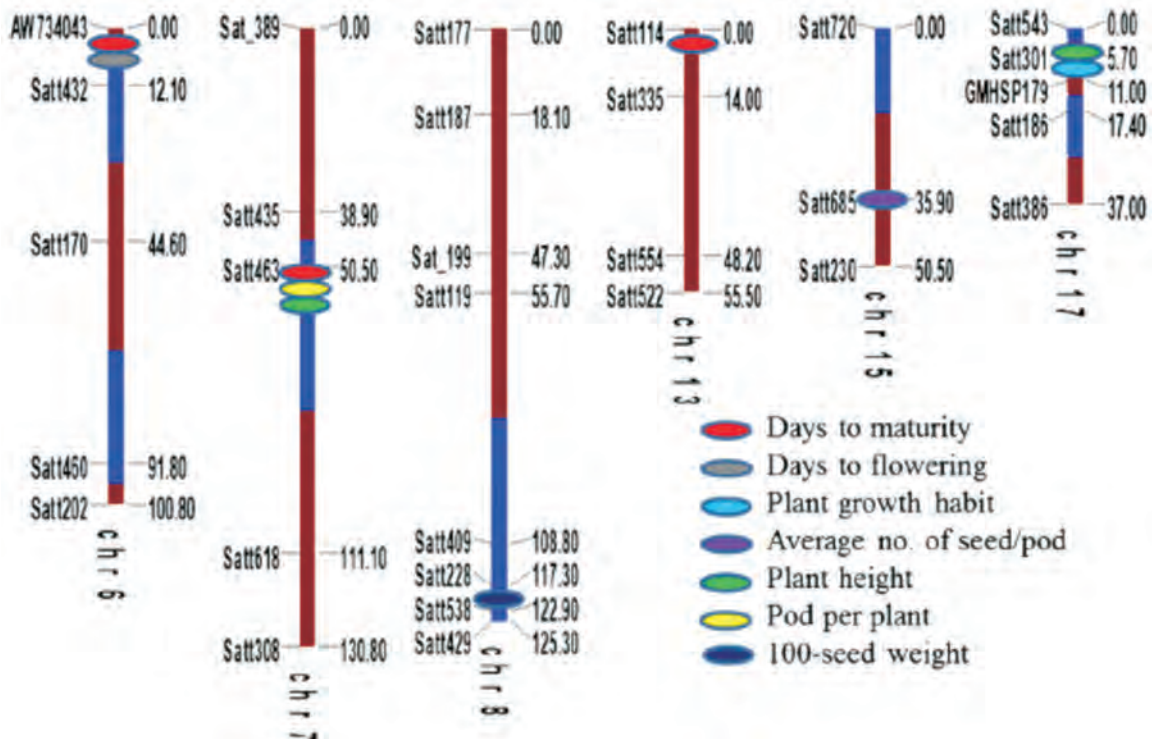 AW734043 0.00
Satt432 12.10
Satt170 44.60
Satt450 91.80
Satt202 100.80
chr 6
Sat_389 0.00
Satt435 38.90
Satt463 50.50
Satt618 111.10
Satt308 130.80
chr 7
Satt177 0.00
Satt187 18.10
Sat_199 47.30
Satt119 55.70
Satt409 108.80
Satt228 117.30
Satt538 122.90
Satt429 125.30
chr 8
Satt114 0.00
Satt335 14.00
Satt554 48.20
Satt522 55.50
chr 13
Satt720 0.00
Satt685 35.90
Satt230 50.50
chr 15
Satt543 0.00
Satt301 5.70
GMHSP179 11.00
Satt186 17.40
Satt386 37.00
chr 17
Days to maturity
Days to flowering
Plant growth habit
Average no. of seed/pod
Plant height
Pod per plant
100-seed weight